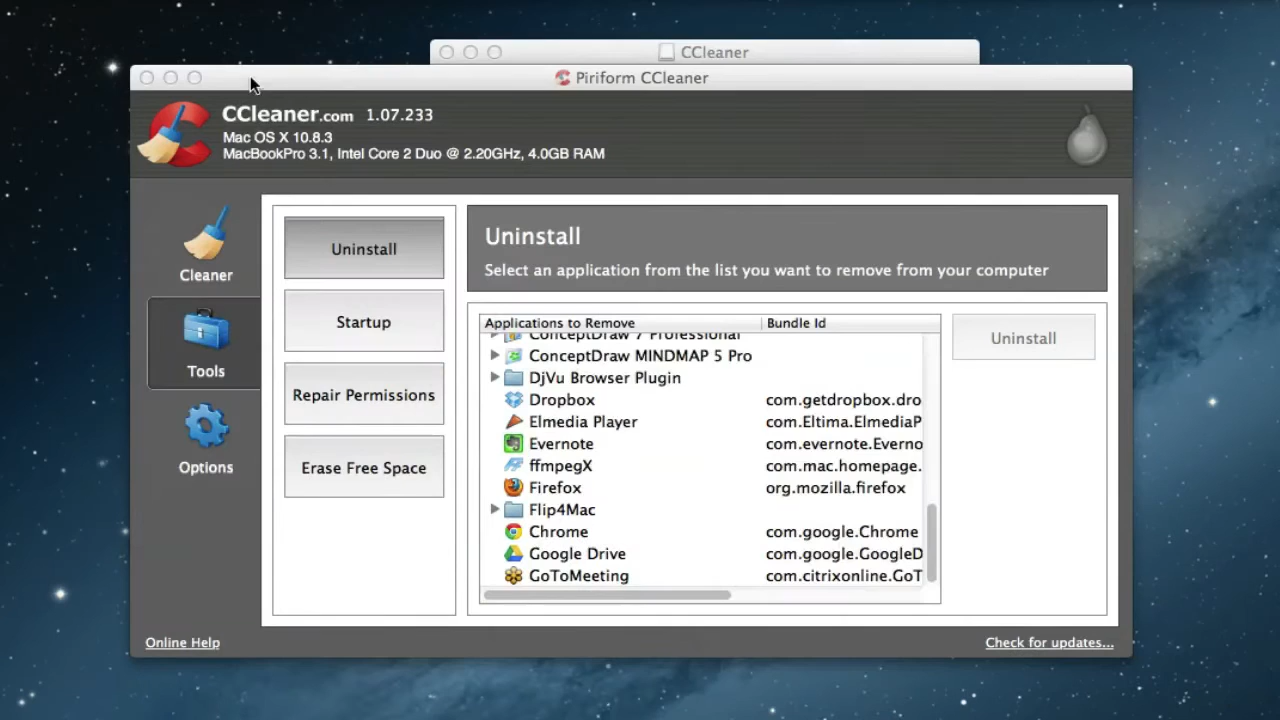 CCleaner
Piriform CCleaner
CCleaner.com 1.07.233
Mac OS X 10.8.3
MacBookPro 3.1, Intel Core 2 Duo @ 2.20GHz, 4.0GB RAM
Cleaner
Tools
Options
Uninstall
Startup
Repair Permissions
Erase Free Space
Uninstall
Select an application from the list you want to remove from your computer
Applications to Remove Bundle Id
ConceptDraw 7 Professional
ConceptDraw MINDMAP 5 Pro
DjVu Browser Plugin
Dropbox com.getdropbox.dro
Elmedia Player com.Eltima.ElmediaP
Evernote com.evernote.Everno
ffmpegX com.mac.homepage.
Firefox org.mozilla.firefox
Flip4Mac
Chrome com.google.Chrome
Google Drive com.google.GoogleD
GoToMeeting com.citrixonline.GoT
Uninstall
Online Help
Check for updates...